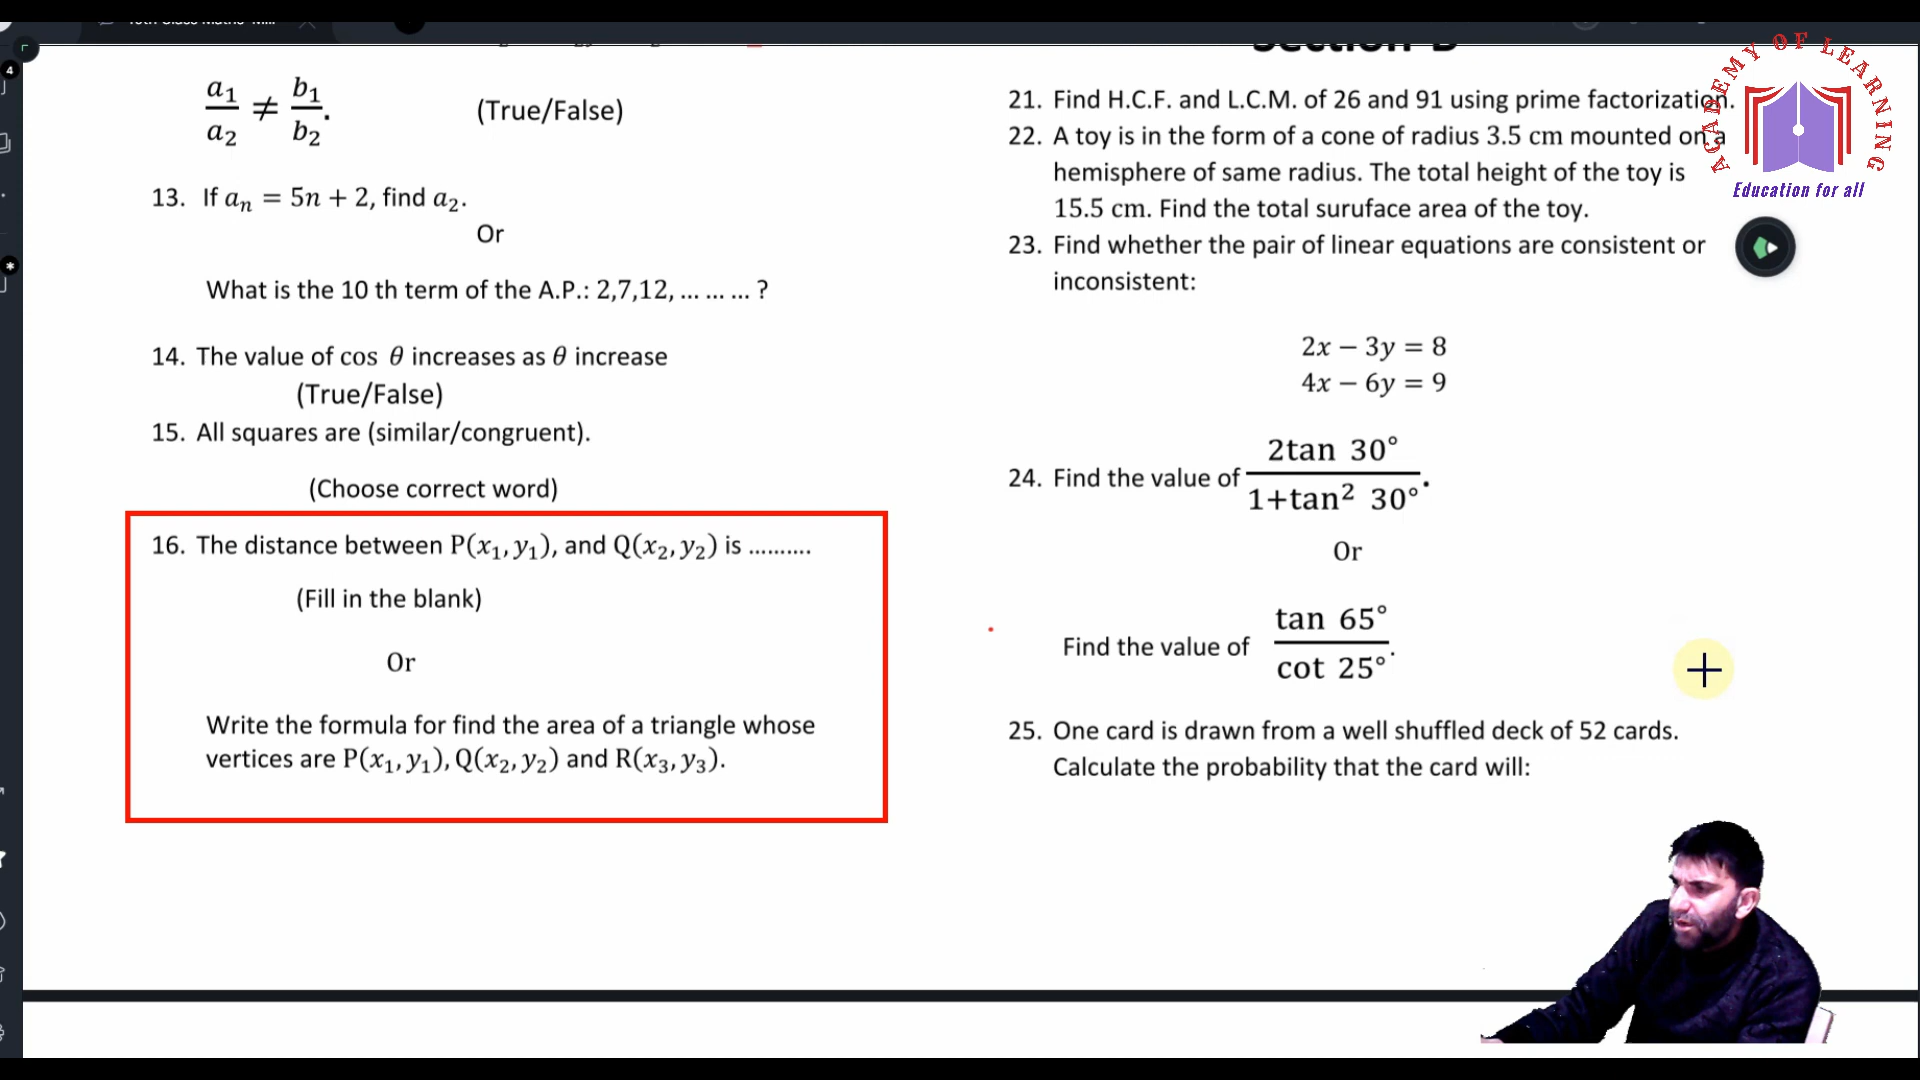 a₁/a₂ ≠ b₁/b₂. (True/False)
13. If aₙ = 5n + 2, find a₂.
Or
What is the 10 th term of the A.P.: 2,7,12, ... ... ... ?
14. The value of cos θ increases as θ increase
(True/False)
15. All squares are (similar/congruent).
(Choose correct word)
16. The distance between P(x₁, y₁), and Q(x₂, y₂) is ..........
(Fill in the blank)
Or
Write the formula for find the area of a triangle whose
vertices are P(x₁, y₁), Q(x₂, y₂) and R(x₃, y₃).
21. Find H.C.F. and L.C.M. of 26 and 91 using prime factorization.
22. A toy is in the form of a cone of radius 3.5 cm mounted on a
hemisphere of same radius. The total height of the toy is
15.5 cm. Find the total suruface area of the toy.
23. Find whether the pair of linear equations are consistent or
inconsistent:
2x − 3y = 8
4x − 6y = 9
24. Find the value of 2tan 30° / 1+tan² 30°.
Or
Find the value of tan 65° / cot 25°.
25. One card is drawn from a well shuffled deck of 52 cards.
Calculate the probability that the card will:
ACADEMY OF LEARNING
Education for all
4